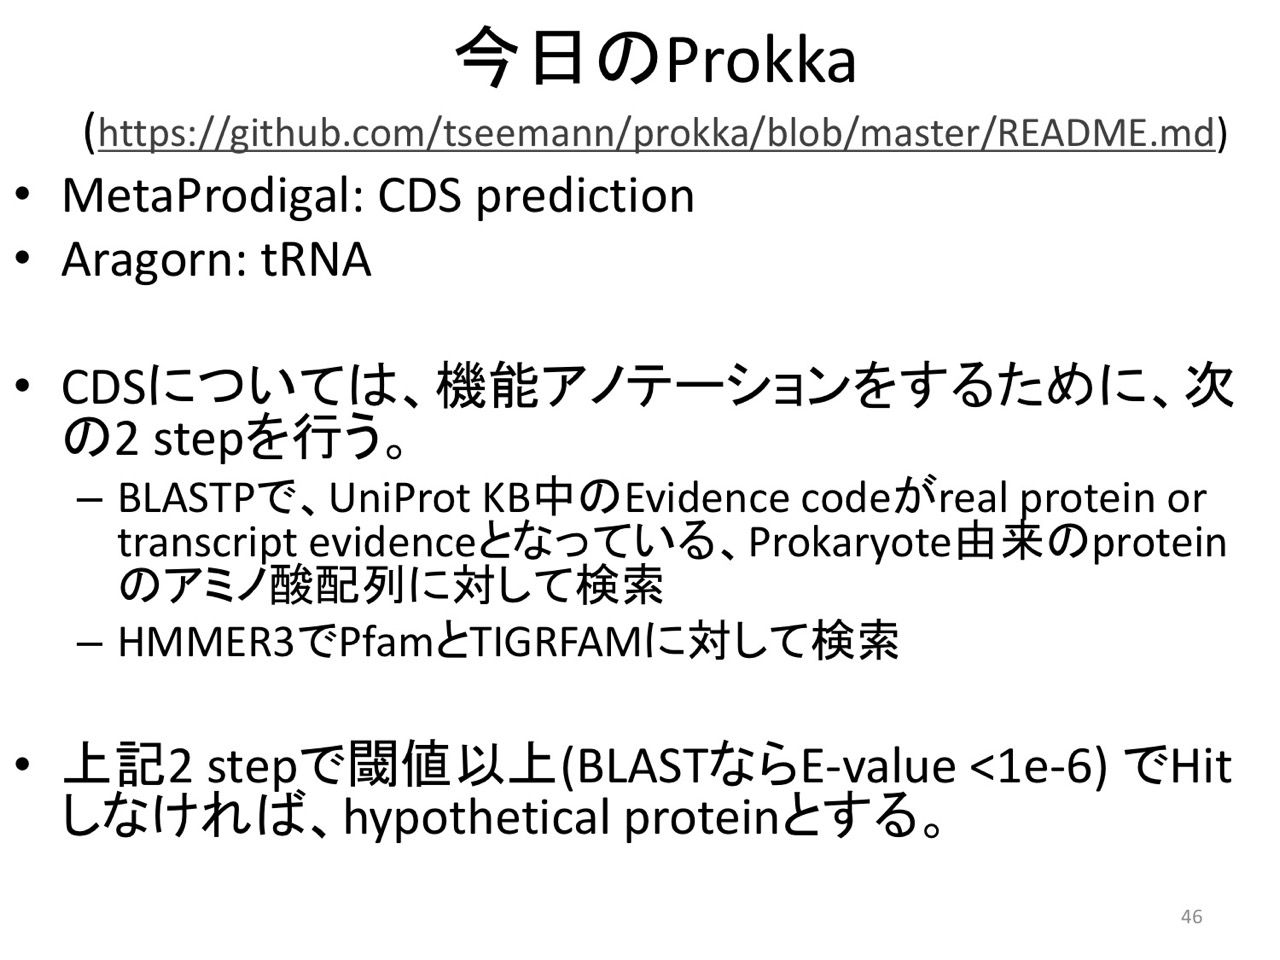 今日のProkka
(https://github.com/tseemann/prokka/blob/master/README.md)
• MetaProdigal: CDS prediction
• Aragorn: tRNA
• CDSについては、機能アノテーションをするために、次
の2 stepを行う。
– BLASTPで、UniProt KB中のEvidence codeがreal protein or
transcript evidenceとなっている、Prokaryote由来のprotein
のアミノ酸配列に対して検索
– HMMER3でPfamとTIGRFAMに対して検索
• 上記2 stepで閾値以上(BLASTならE-value <1e-6) でHit
しなければ、hypothetical proteinとする。
46